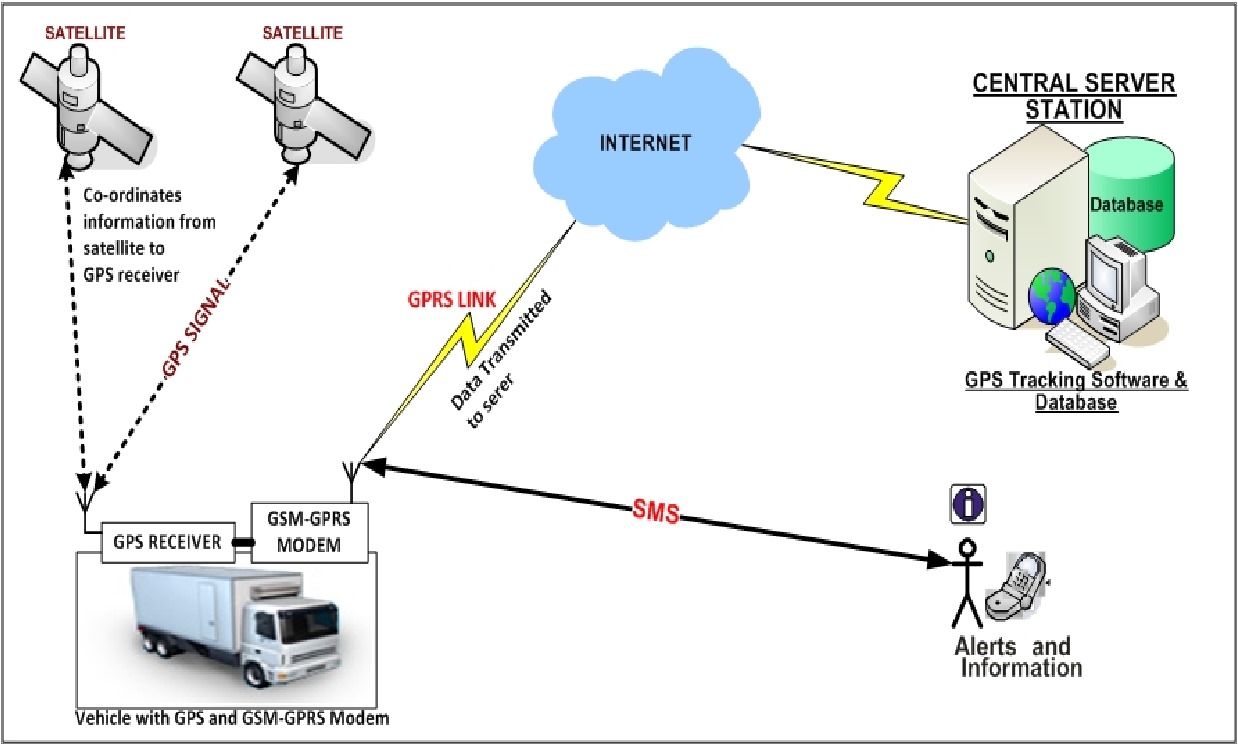 SATELLITE
SATELLITE
CENTRAL SERVER
STATION
INTERNET
Database
Co-ordinates
information from
satellite to
GPS receiver
GPS SIGNAL
GPRS LINK
Data Transmitted
to serer
GPS Tracking Software &
Database
SMS
GSM-GPRS
MODEM
GPS RECEIVER
i
Alerts and
Information
Vehicle with GPS and GSM-GPRS Modem